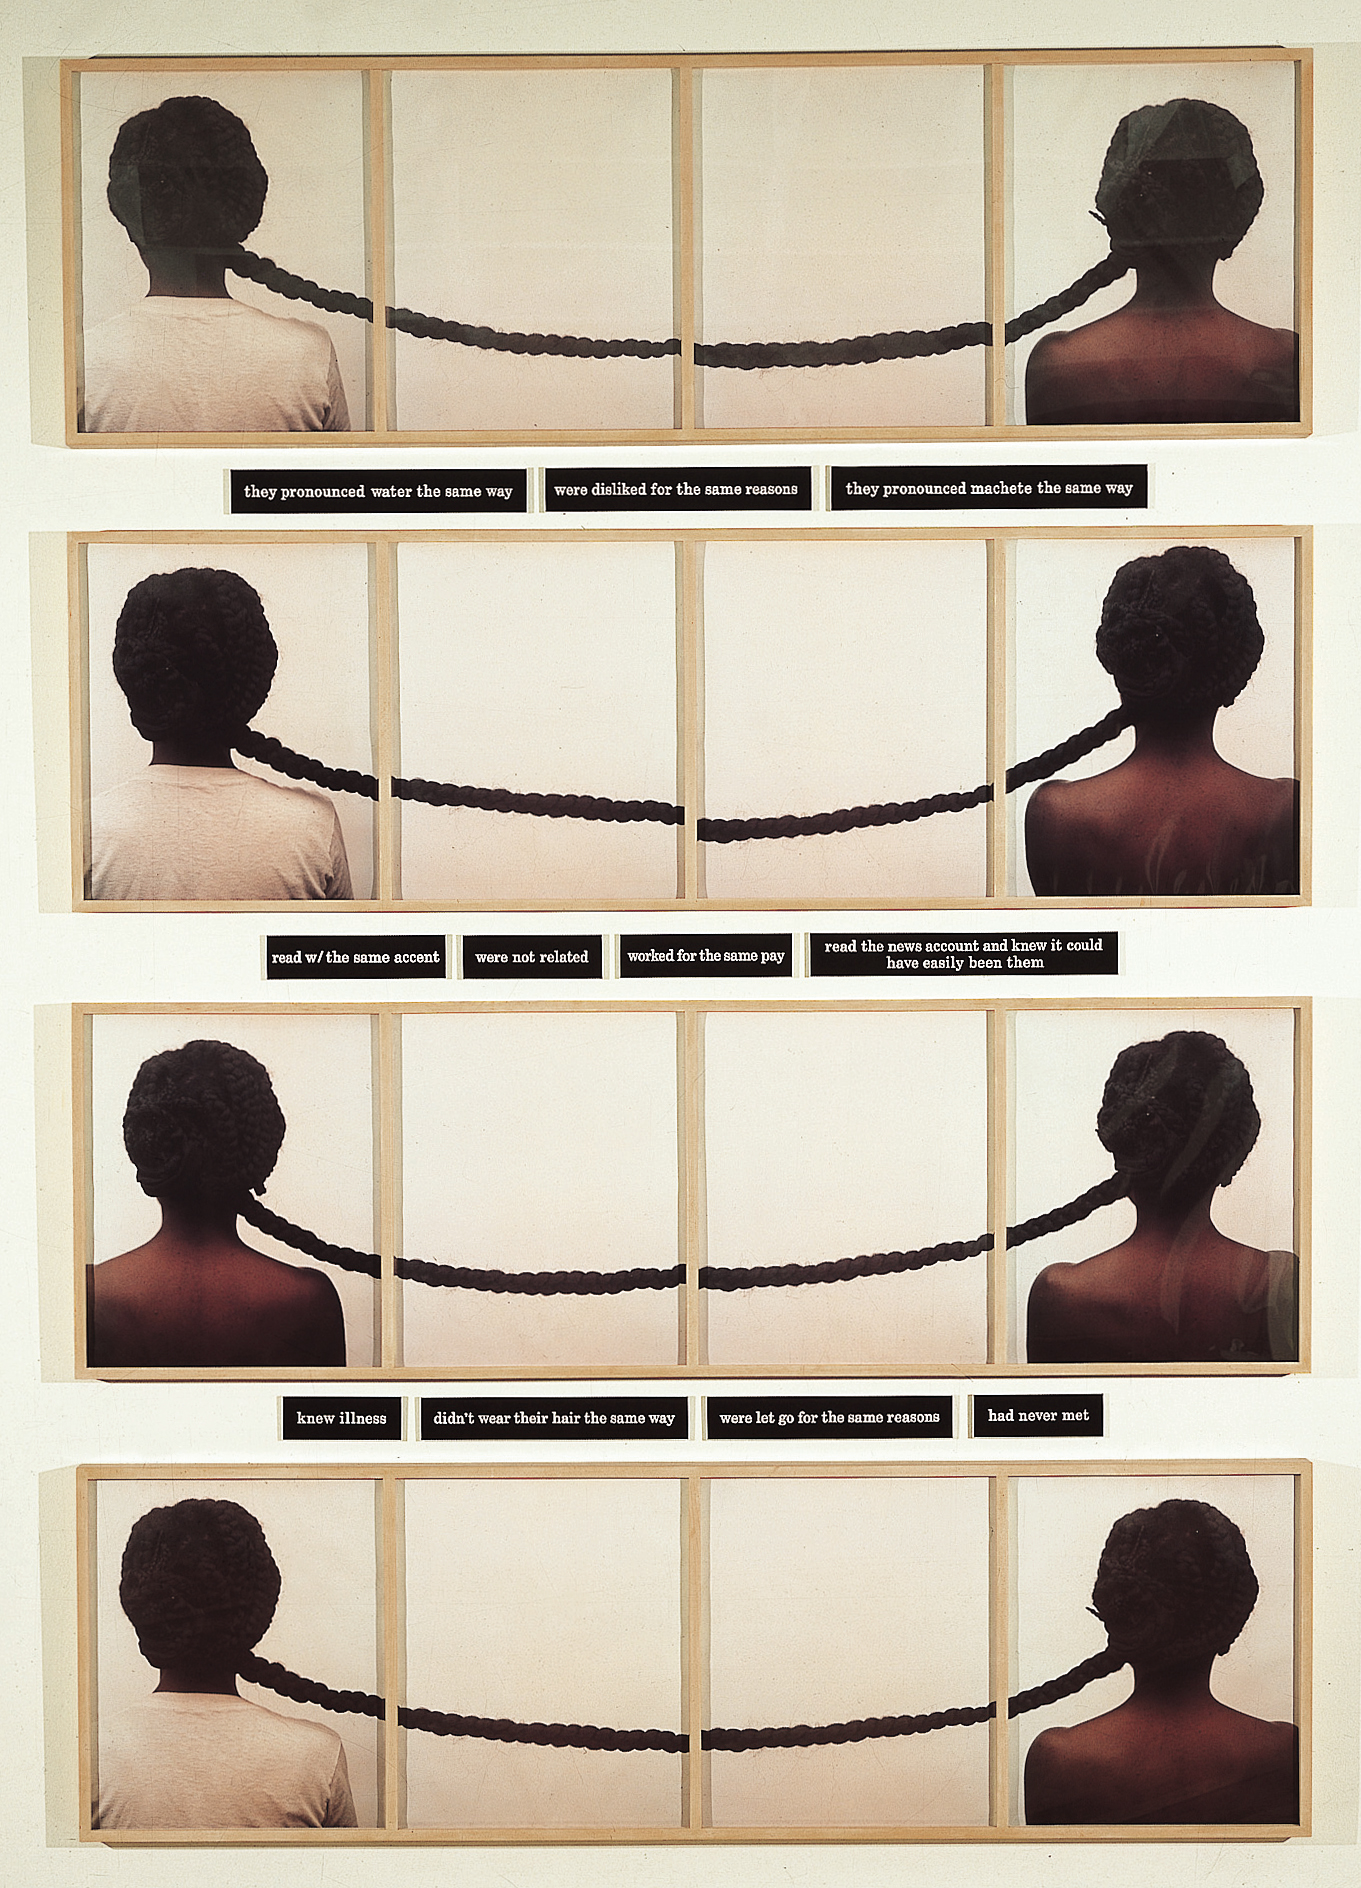 they pronounced water the same way
were disliked for the same reasons
they pronounced machete the same way
read w/ the same accent
were not related
worked for the same pay
read the news account and knew it could
have easily been them
knew illness
didn't wear their hair the same way
were let go for the same reasons
had never met